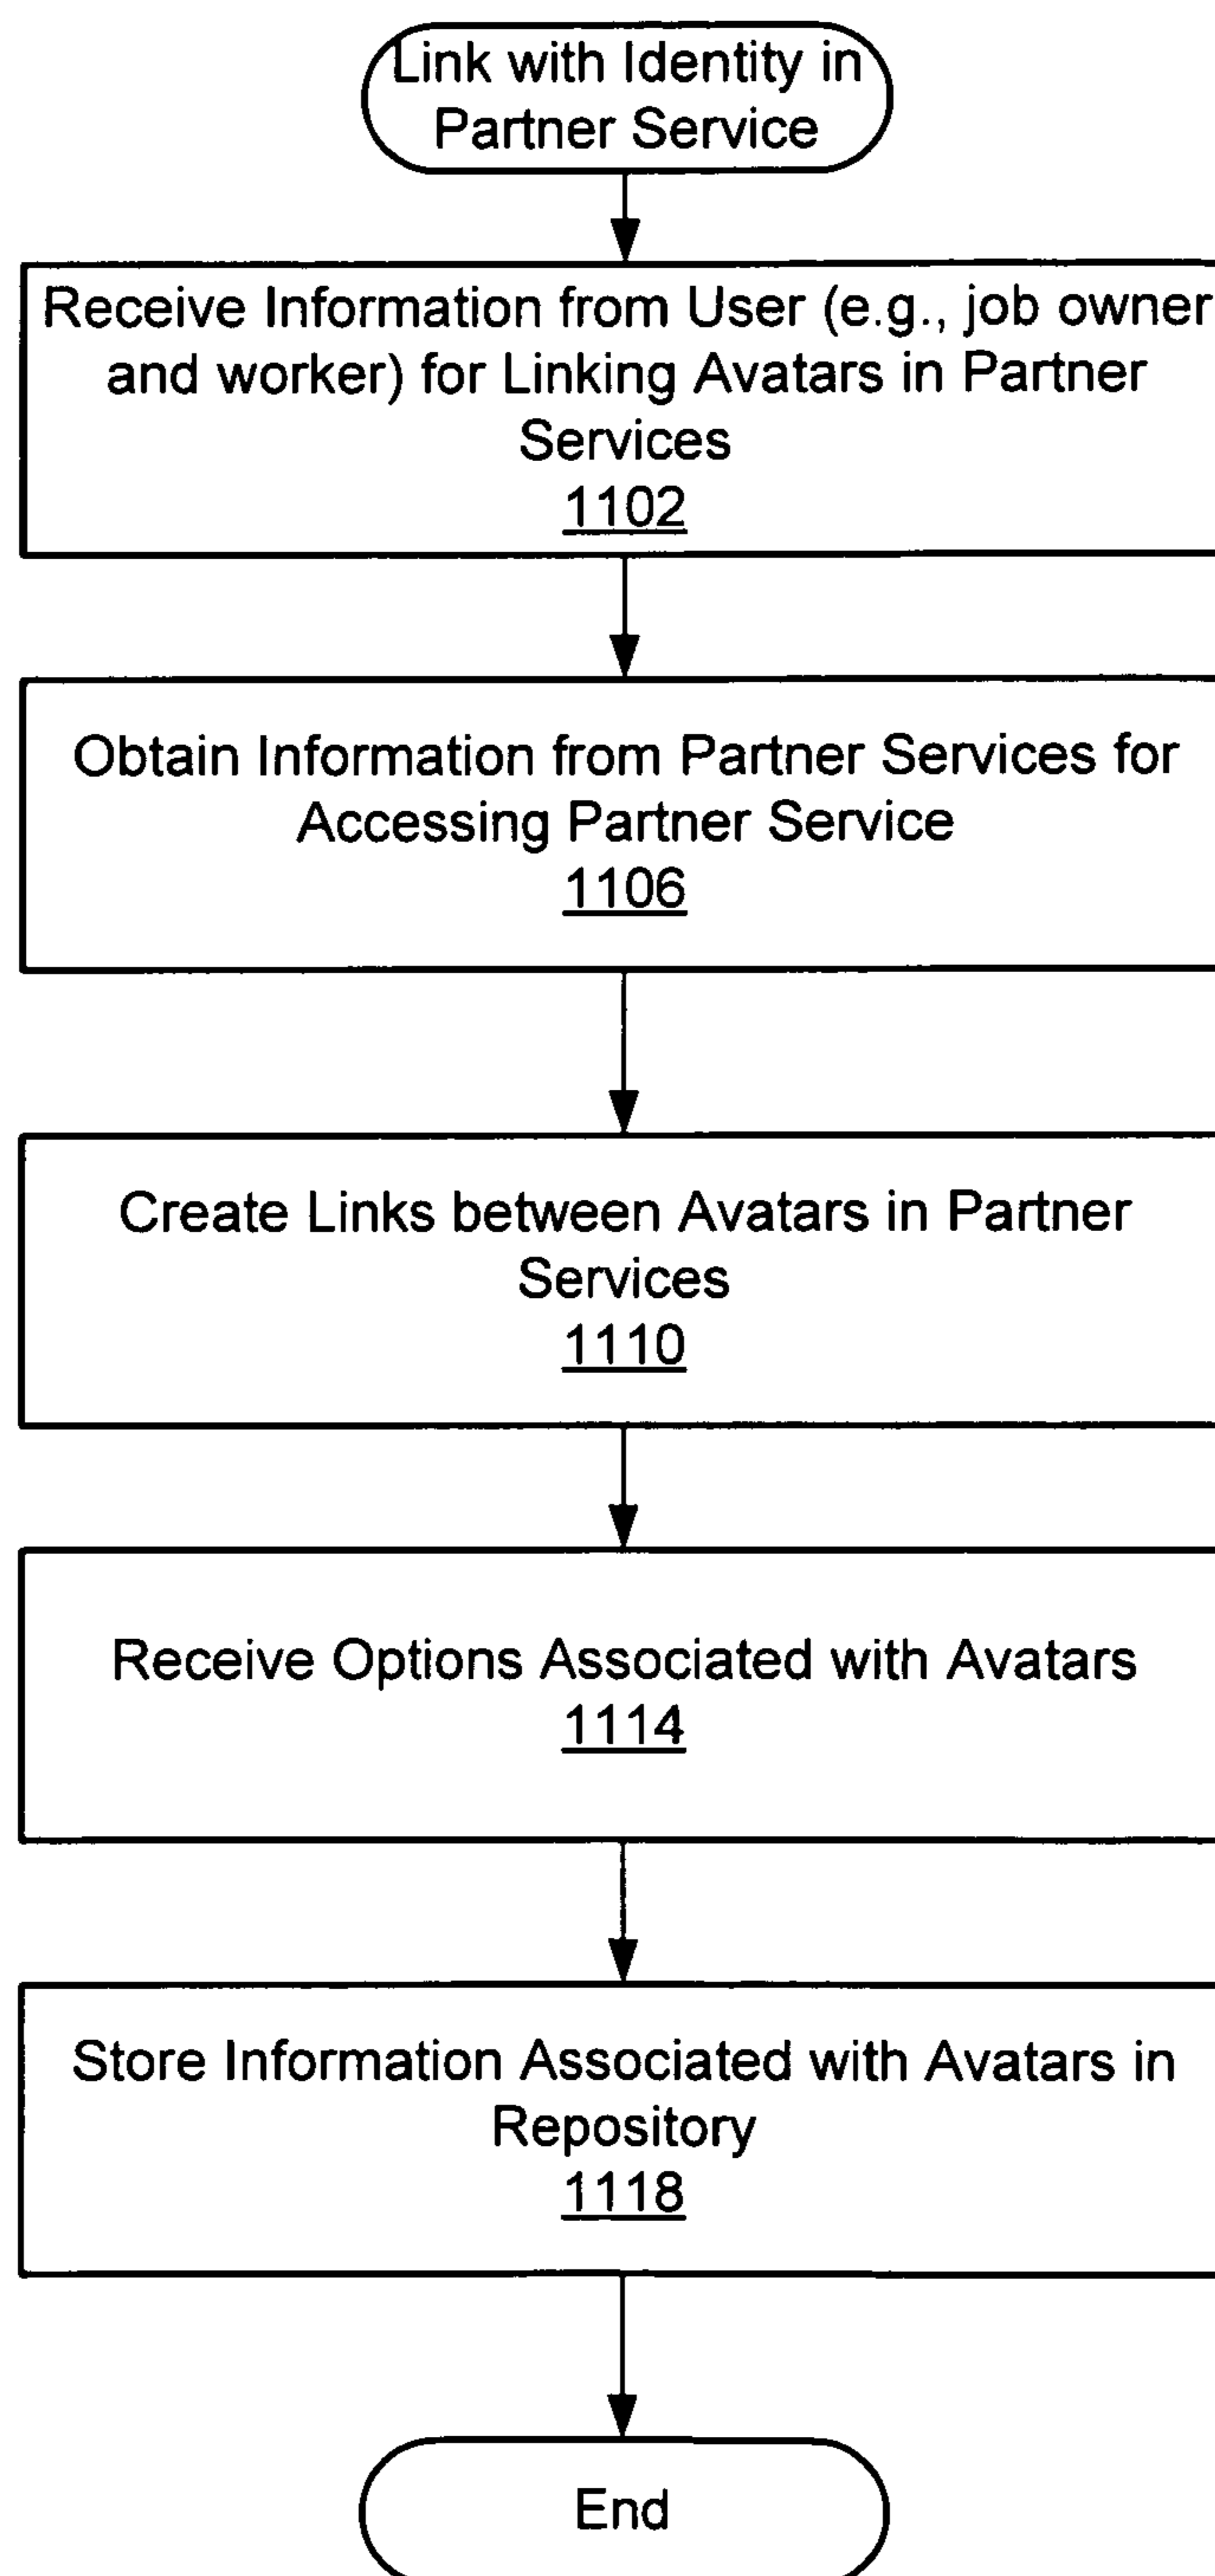 Link with Identity in
Partner Service
Receive Information from User (e.g., job owner
and worker) for Linking Avatars in Partner
Services
1102
Obtain Information from Partner Services for
Accessing Partner Service
1106
Create Links between Avatars in Partner
Services
1110
Receive Options Associated with Avatars
1114
Store Information Associated with Avatars in
Repository
1118
End